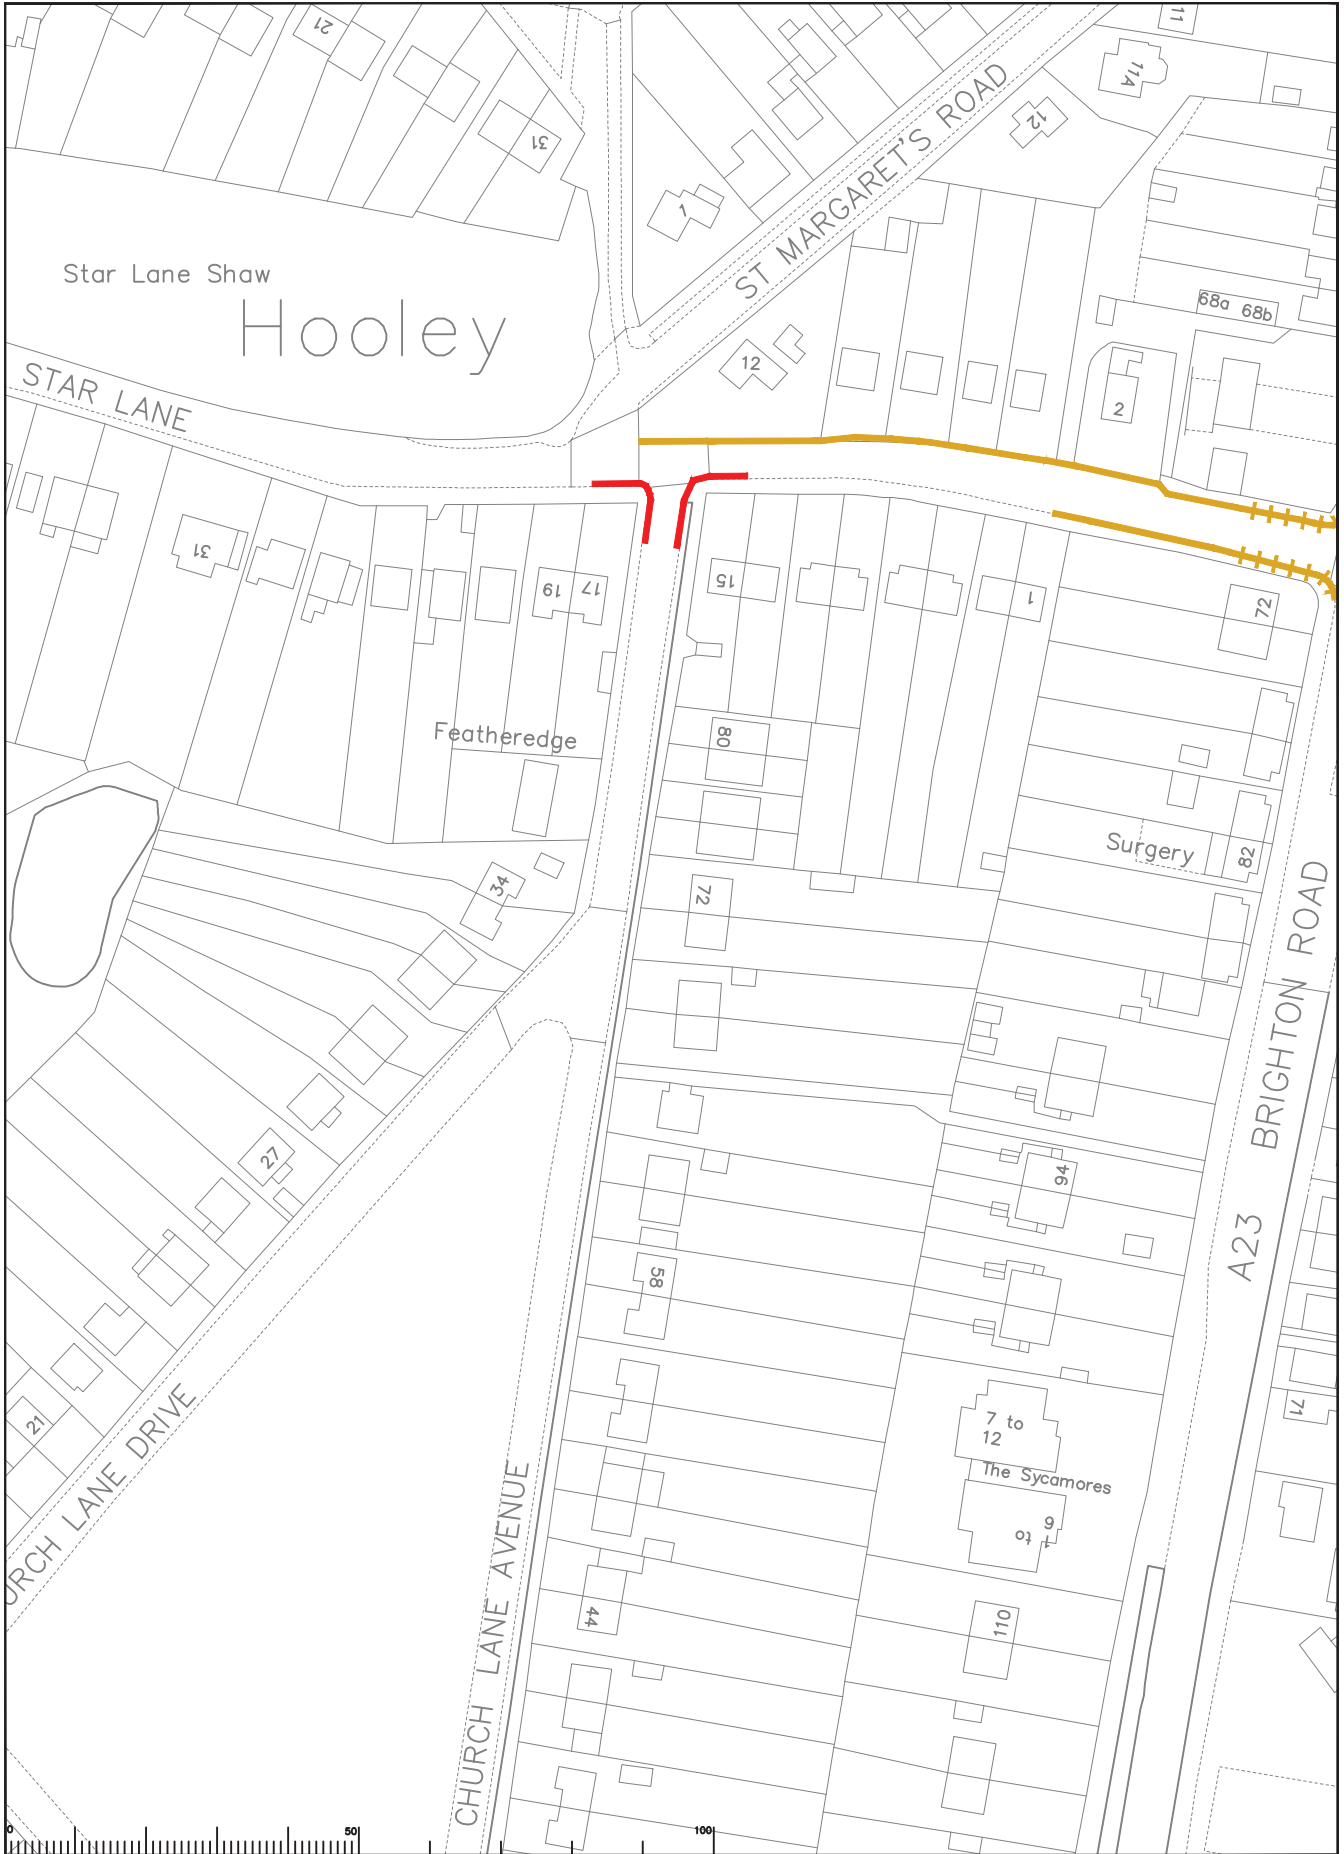 21
11
11A
31
12
1
ST MARGARET'S ROAD
Star Lane Shaw
Hooley
68a 68b
STAR LANE
12
2
31
19
17
15
1
72
Featheredge
80
Surgery
82
34
72
BRIGHTON ROAD
27
94
A23
58
21
7 to
12
71
The Sycamores
1 to 6
URCH LANE DRIVE
CHURCH LANE AVENUE
44
110
0
50
100